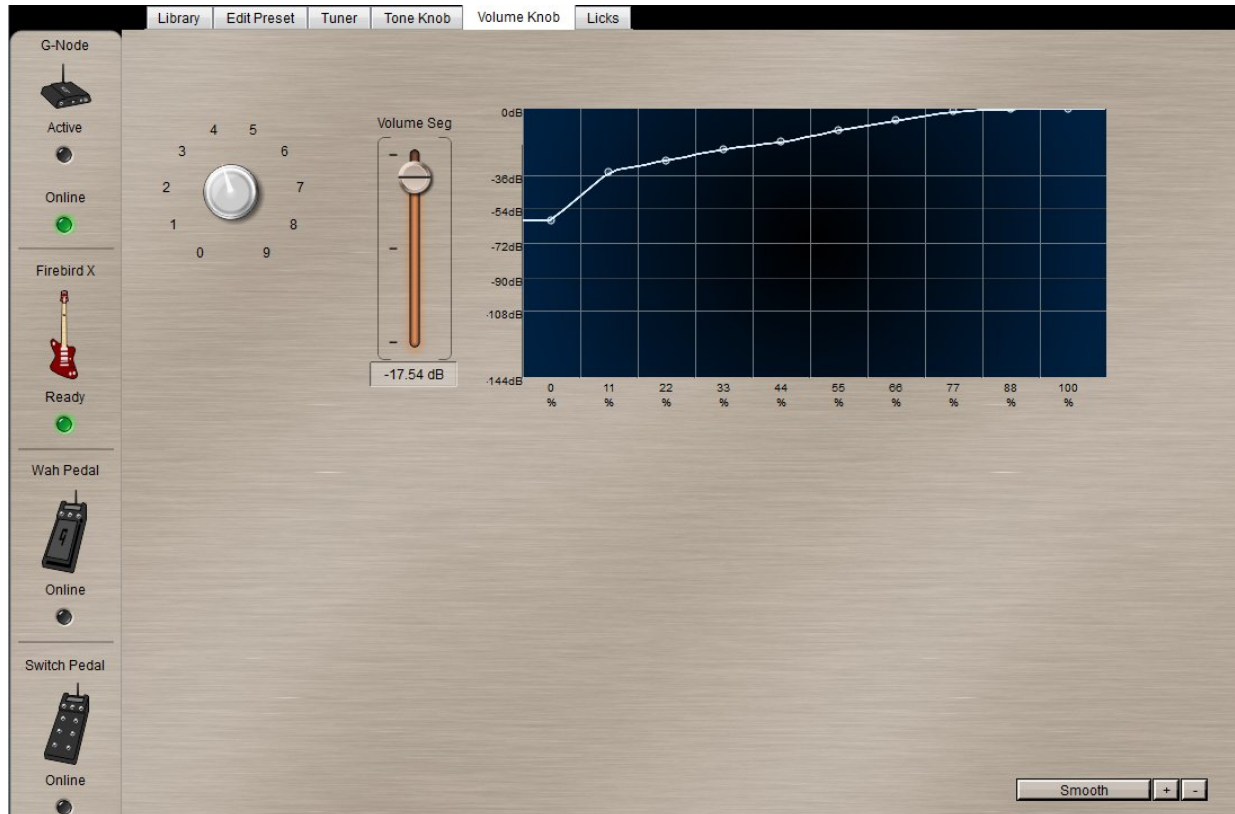 Library Edit Preset Tuner Tone Knob Volume Knob Licks
G-Node
Active
Online
Firebird X
Ready
Wah Pedal
Online
Switch Pedal
Online
4 5
3 6
2 7
1 8
0 9
Volume Seg
-17.54 dB
0dB
-36dB
-54dB
-72dB
-90dB
-108dB
-144dB
0 11 22 33 44 55 66 77 88 100
% % % % % % % % % %
Smooth + -